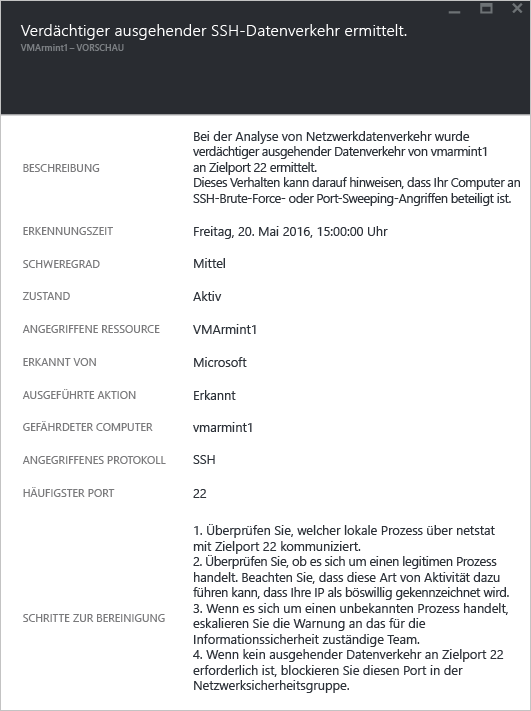 Verdächtiger ausgehender SSH-Datenverkehr ermittelt.
VMArmint1 – VORSCHAU
BESCHREIBUNG
Bei der Analyse von Netzwerkdatenverkehr wurde
verdächtiger ausgehender Datenverkehr von vmarmint1
an Zielport 22 ermittelt.
Dieses Verhalten kann darauf hinweisen, dass Ihr Computer an
SSH-Brute-Force- oder Port-Sweeping-Angriffen beteiligt ist.
ERKENNUNGSZEIT
Freitag, 20. Mai 2016, 15:00:00 Uhr
SCHWEREGRAD
Mittel
ZUSTAND
Aktiv
ANGEGRIFFENE RESSOURCE
VMArmint1
ERKANNT VON
Microsoft
AUSGEFÜHRTE AKTION
Erkannt
GEFÄHRDETER COMPUTER
vmarmint1
ANGEGRIFFENES PROTOKOLL
SSH
HÄUFIGSTER PORT
22
SCHRITTE ZUR BEREINIGUNG
1. Überprüfen Sie, welcher lokale Prozess über netstat
mit Zielport 22 kommuniziert.
2. Überprüfen Sie, ob es sich um einen legitimen Prozess
handelt. Beachten Sie, dass diese Art von Aktivität dazu
führen kann, dass Ihre IP als böswillig gekennzeichnet wird.
3. Wenn es sich um einen unbekannten Prozess handelt,
eskalieren Sie die Warnung an das für die
Informationssicherheit zuständige Team.
4. Wenn kein ausgehender Datenverkehr an Zielport 22
erforderlich ist, blockieren Sie diesen Port in der
Netzwerksicherheitsgruppe.